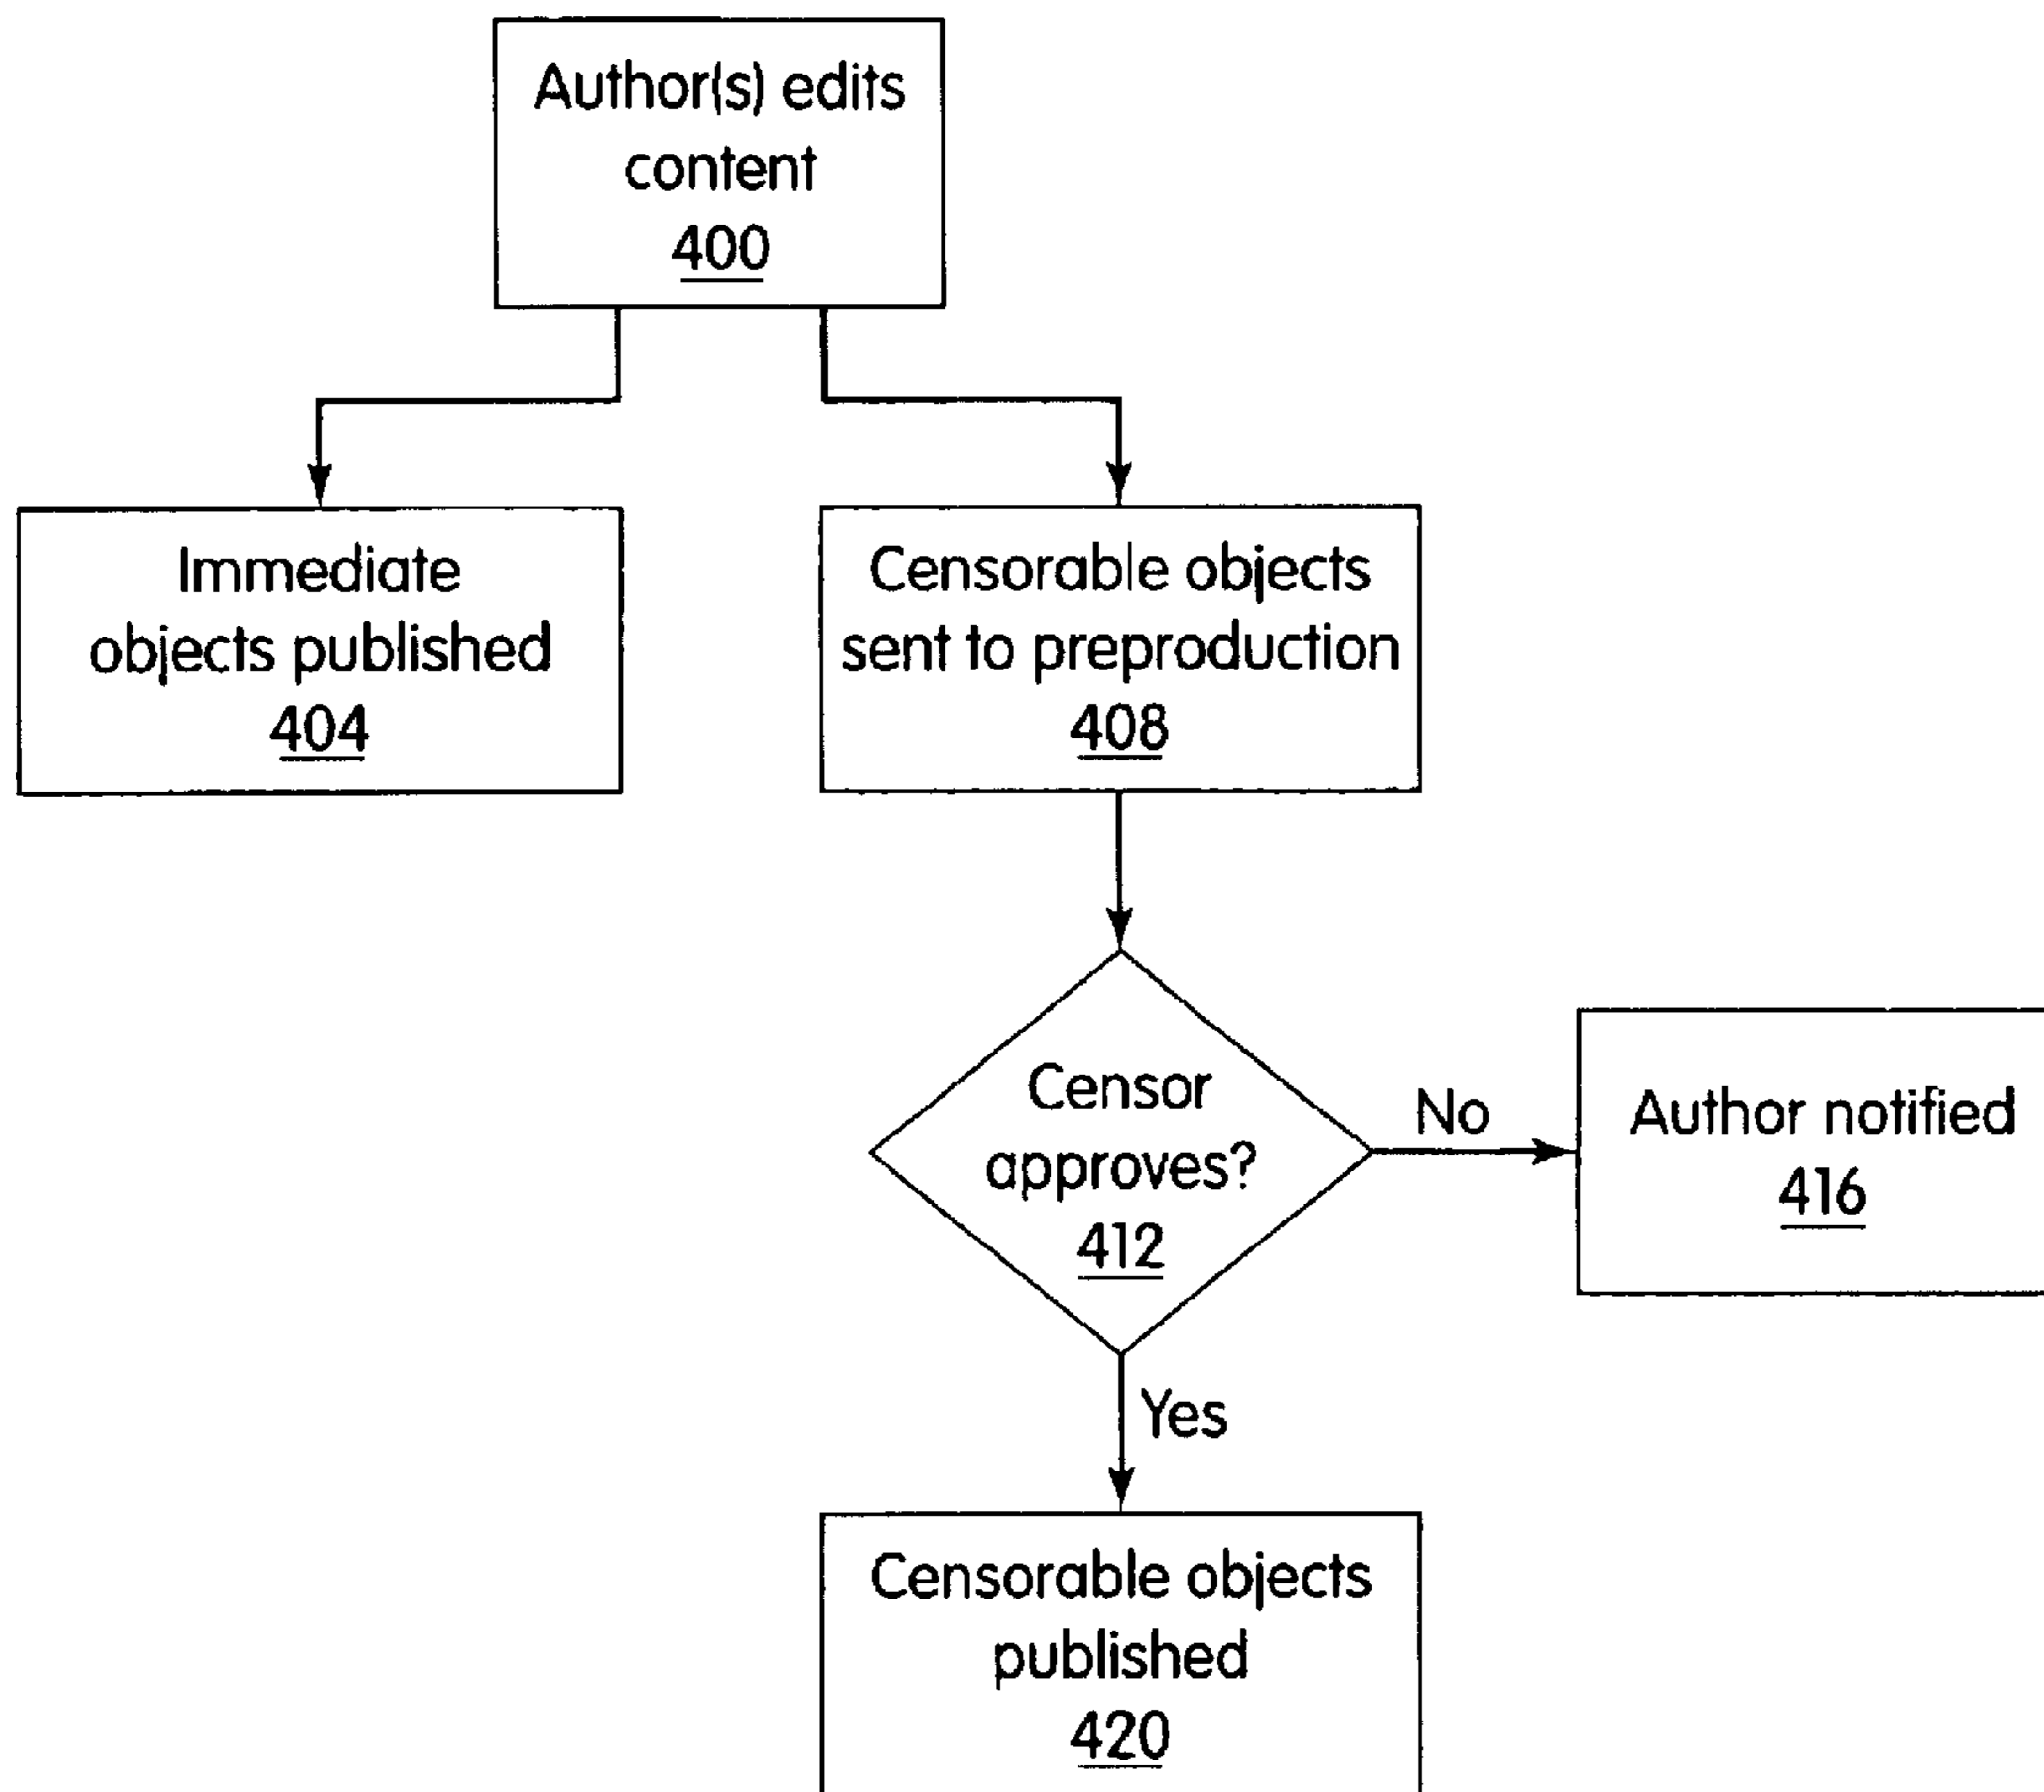 Author(s) edits
content
400
Immediate
objects published
404
Censorable objects
sent to preproduction
408
Censor
approves?
412
No
Author notified
416
Yes
Censorable objects
published
420